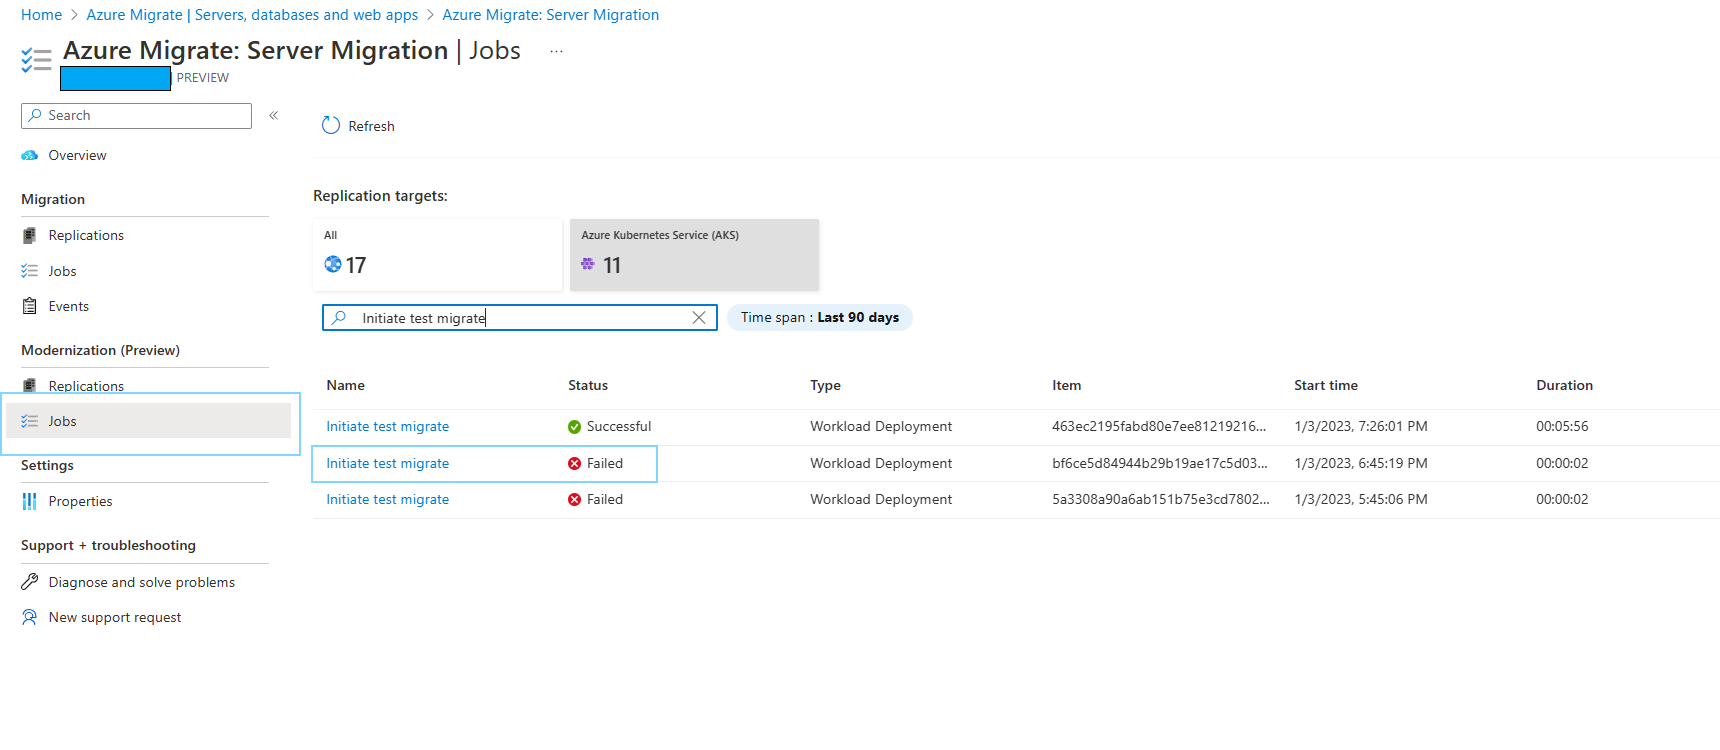 Home > Azure Migrate | Servers, databases and web apps > Azure Migrate: Server Migration
Azure Migrate: Server Migration | Jobs ...
| PREVIEW
Search
«
Overview
Migration
Replications
Jobs
Events
Modernization (Preview)
Replications
Jobs
Settings
Properties
Support + troubleshooting
Diagnose and solve problems
New support request
Refresh
Replication targets:
All
17
Azure Kubernetes Service (AKS)
11
Initiate test migrate
Time span : Last 90 days
Name Status Type Item Start time Duration
Initiate test migrate Successful Workload Deployment 463ec2195fabd80e7ee81219216... 1/3/2023, 7:26:01 PM 00:05:56
Initiate test migrate Failed Workload Deployment bf6ce5d84944b29b19ae17c5d03... 1/3/2023, 6:45:19 PM 00:00:02
Initiate test migrate Failed Workload Deployment 5a3308a90a6ab151b75e3cd7802... 1/3/2023, 5:45:06 PM 00:00:02